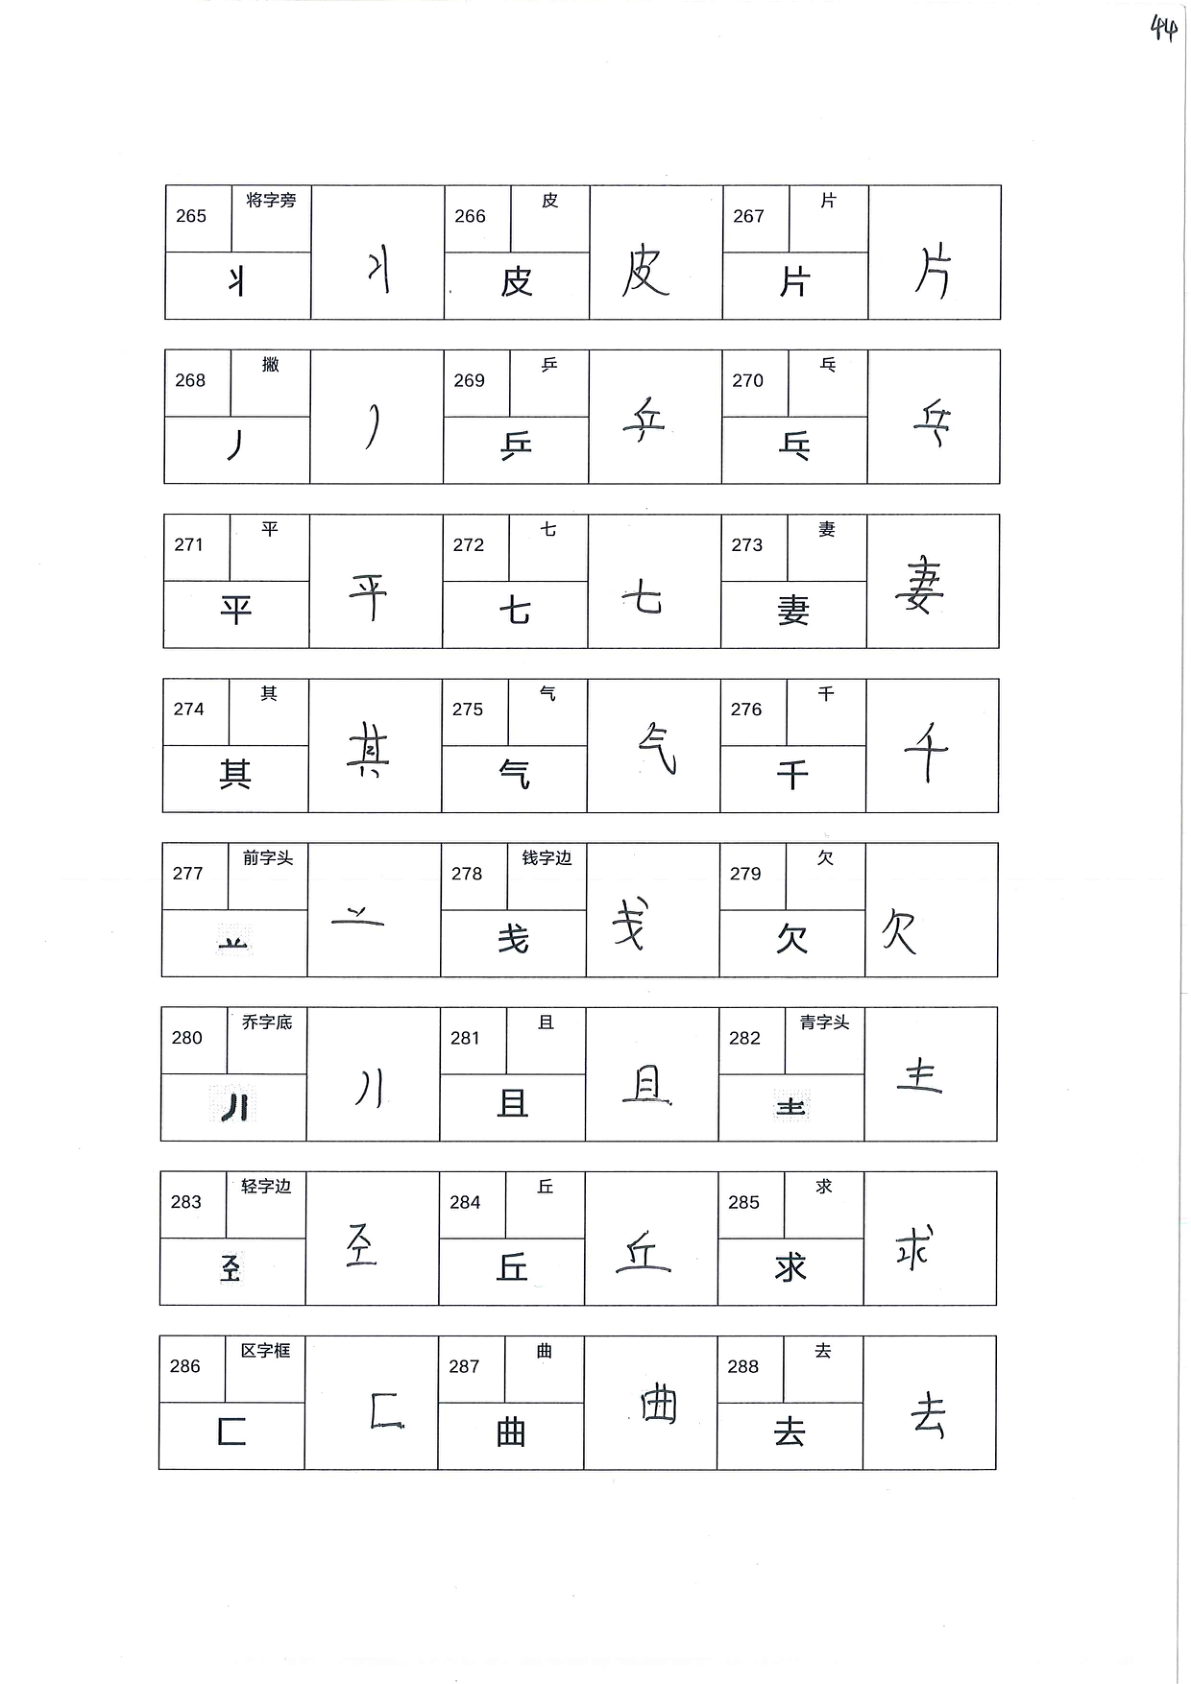 44
265 将字旁 丬 丬 266 皮 皮 皮 267 片 片 片
268 撇 丿 丿 269 乒 乒 乒 270 乓 乓 乓
271 平 平 平 272 七 七 七 273 妻 妻 妻
274 其 其 其 275 气 气 气 276 千 千 千
277 前字头 䒑 䒑 278 钱字边 戋 戋 279 欠 欠 欠
280 乔字底 丿丨 丿丨 281 且 且 且 282 青字头 龶 龶
283 轻字边 𢀖 𢀖 284 丘 丘 丘 285 求 求 求
286 区字框 匚 匚 287 曲 曲 曲 288 去 去 去